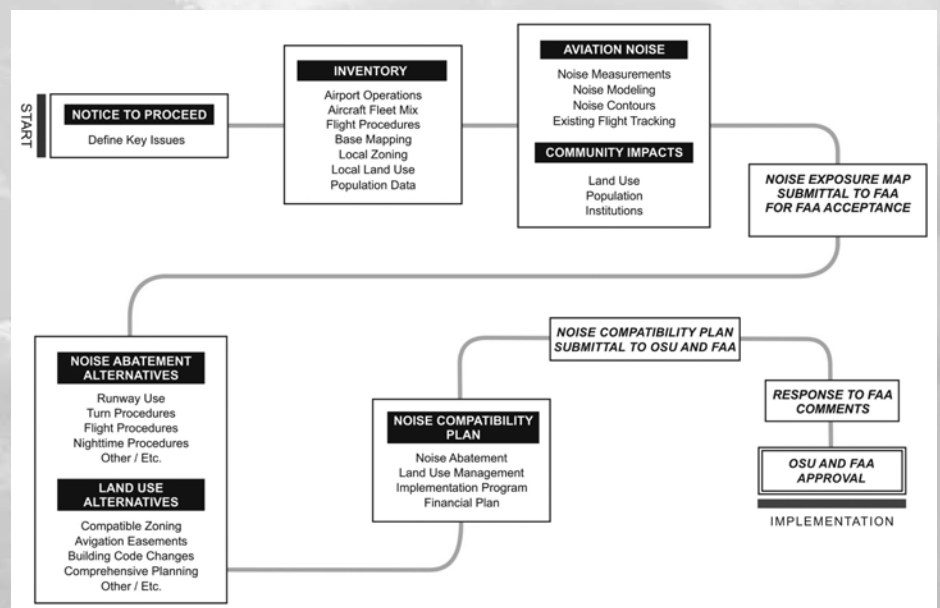 START
NOTICE TO PROCEED
Define Key Issues
INVENTORY
Airport Operations
Aircraft Fleet Mix
Flight Procedures
Base Mapping
Local Zoning
Local Land Use
Population Data
AVIATION NOISE
Noise Measurements
Noise Modeling
Noise Contours
Existing Flight Tracking
COMMUNITY IMPACTS
Land Use
Population
Institutions
NOISE EXPOSURE MAP
SUBMITTAL TO FAA
FOR FAA ACCEPTANCE
NOISE ABATEMENT
ALTERNATIVES
Runway Use
Turn Procedures
Flight Procedures
Nighttime Procedures
Other / Etc.
LAND USE
ALTERNATIVES
Compatible Zoning
Avigation Easements
Building Code Changes
Comprehensive Planning
Other / Etc.
NOISE COMPATIBILITY
PLAN
Noise Abatement
Land Use Management
Implementation Program
Financial Plan
NOISE COMPATIBILITY PLAN
SUBMITTAL TO OSU AND FAA
RESPONSE TO FAA
COMMENTS
OSU AND FAA
APPROVAL
IMPLEMENTATION